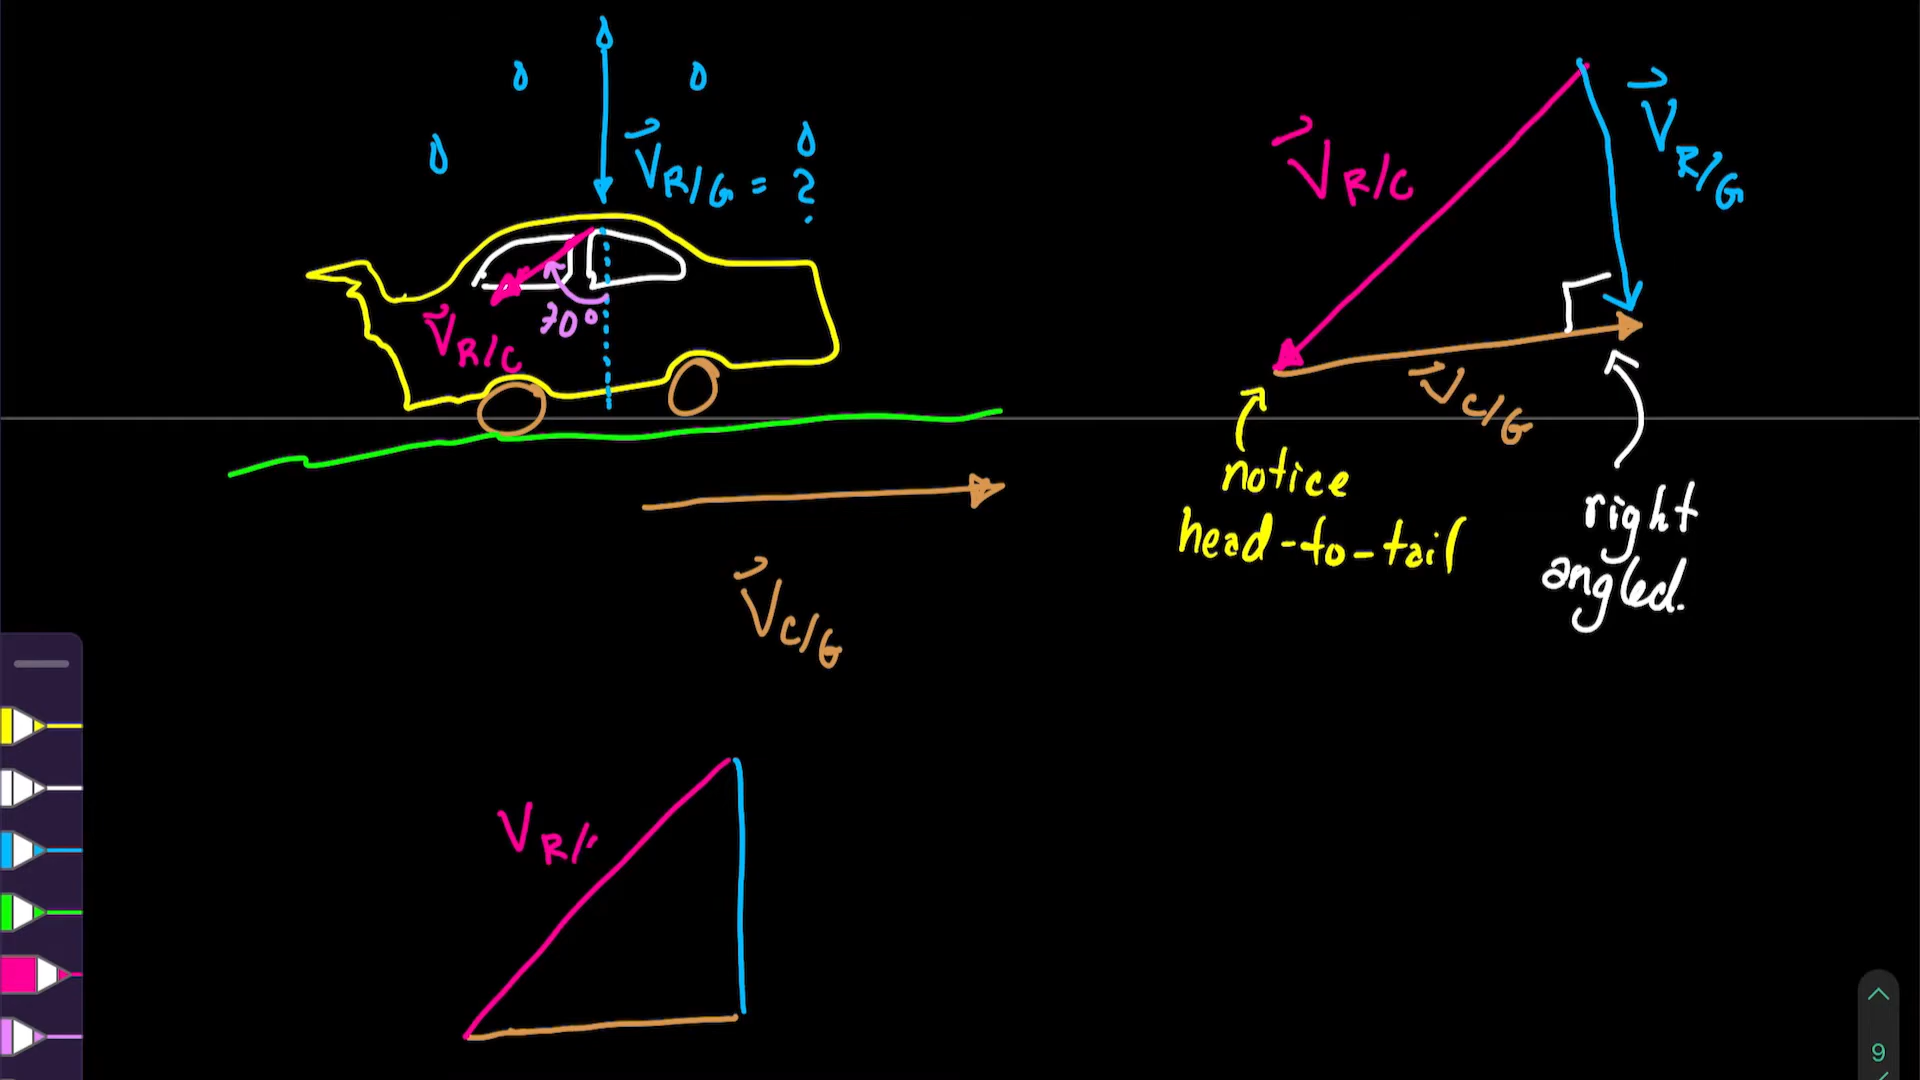 V⃗R/G = ?
70°
V⃗R/C
V⃗C/G
V⃗R/C
V⃗R/G
V⃗C/G
notice
head-to-tail
right
angled.
VR/
9